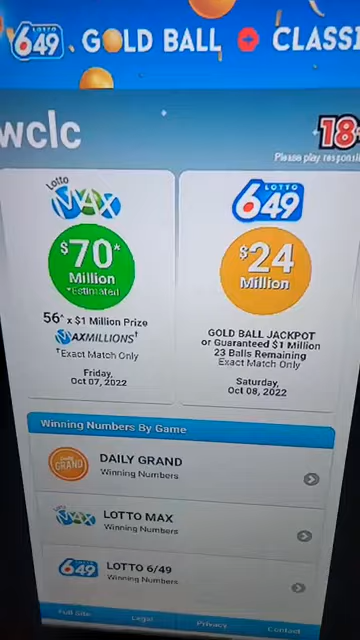 LOTTO
649 GOLD BALL CLASSI
wclc
18+
Please play responsi
Lotto
MAX
$70*
Million
*Estimated
56^ x $1 Million Prize
MAXMILLIONS†
†Exact Match Only
Friday,
Oct 07, 2022
LOTTO
649
$24
Million
GOLD BALL JACKPOT
or Guaranteed $1 Million
23 Balls Remaining
Exact Match Only
Saturday,
Oct 08, 2022
Winning Numbers By Game
DAILY GRAND
DAILY GRAND
Winning Numbers
Lotto MAX
LOTTO MAX
Winning Numbers
LOTTO 649
LOTTO 6/49
Winning Numbers
Full Site Legal Privacy Contact